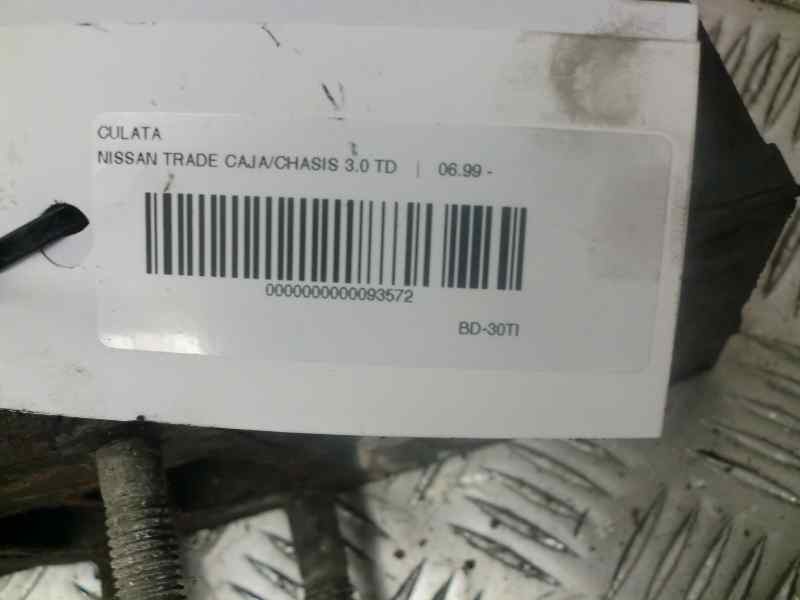 CULATA
NISSAN TRADE CAJA/CHASIS 3.0 TD | 06.99 -
0000000000093572
BD-30TI